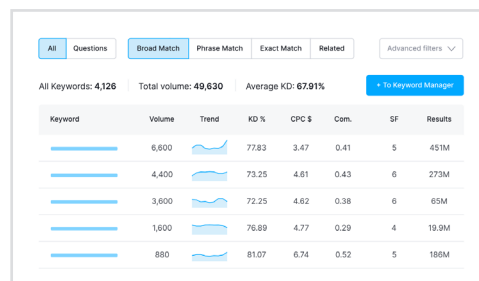 All Questions Broad Match Phrase Match Exact Match Related Advanced filters
All Keywords: 4,126 Total volume: 49,630 Average KD: 67.91% + To Keyword Manager
Keyword Volume Trend KD % CPC $ Com. SF Results
6,600 77.83 3.47 0.41 5 451M
4,400 73.25 4.61 0.43 6 273M
3,600 72.25 4.62 0.38 6 65M
1,600 76.89 4.77 0.29 4 19.9M
880 81.07 6.74 0.52 5 186M